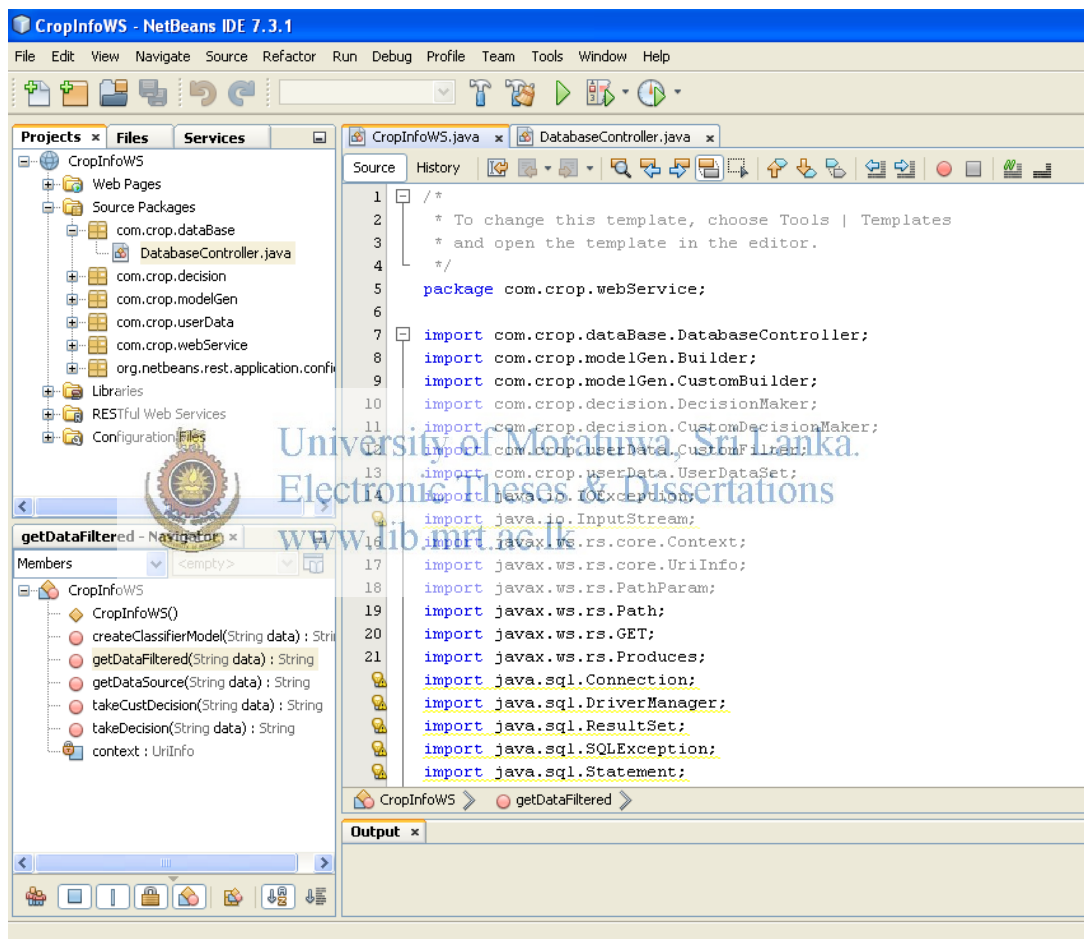 CropInfoWS - NetBeans IDE 7.3.1
File Edit View Navigate Source Refactor Run Debug Profile Team Tools Window Help
Projects × Files Services
CropInfoWS
Web Pages
Source Packages
com.crop.dataBase
DatabaseController.java
com.crop.decision
com.crop.modelGen
com.crop.userData
com.crop.webService
org.netbeans.rest.application.confi
Libraries
RESTful Web Services
Configuration Files
getDataFiltered - Navigator ×
Members
<empty>
CropInfoWS
CropInfoWS()
createClassifierModel(String data) : Stri
getDataFiltered(String data) : String
getDataSource(String data) : String
takeCustDecision(String data) : String
takeDecision(String data) : String
context : UriInfo
CropInfoWS.java × DatabaseController.java ×
Source History
1 /*
2 * To change this template, choose Tools | Templates
3 * and open the template in the editor.
4 */
5 package com.crop.webService;
6
7 import com.crop.dataBase.DatabaseController;
8 import com.crop.modelGen.Builder;
9 import com.crop.modelGen.CustomBuilder;
10 import com.crop.decision.DecisionMaker;
11 import com.crop.decision.CustomDecisionMaker;
12 import com.crop.userData.CustomFilter;
13 import com.crop.userData.UserDataSet;
14 import java.io.IOException;
import java.io.InputStream;
16 import javax.ws.rs.core.Context;
17 import javax.ws.rs.core.UriInfo;
18 import javax.ws.rs.PathParam;
19 import javax.ws.rs.Path;
20 import javax.ws.rs.GET;
21 import javax.ws.rs.Produces;
import java.sql.Connection;
import java.sql.DriverManager;
import java.sql.ResultSet;
import java.sql.SQLException;
import java.sql.Statement;
CropInfoWS getDataFiltered
Output ×
University of Moratuwa, Sri Lanka.
Electronic Theses & Dissertations
www.lib.mrt.ac.lk